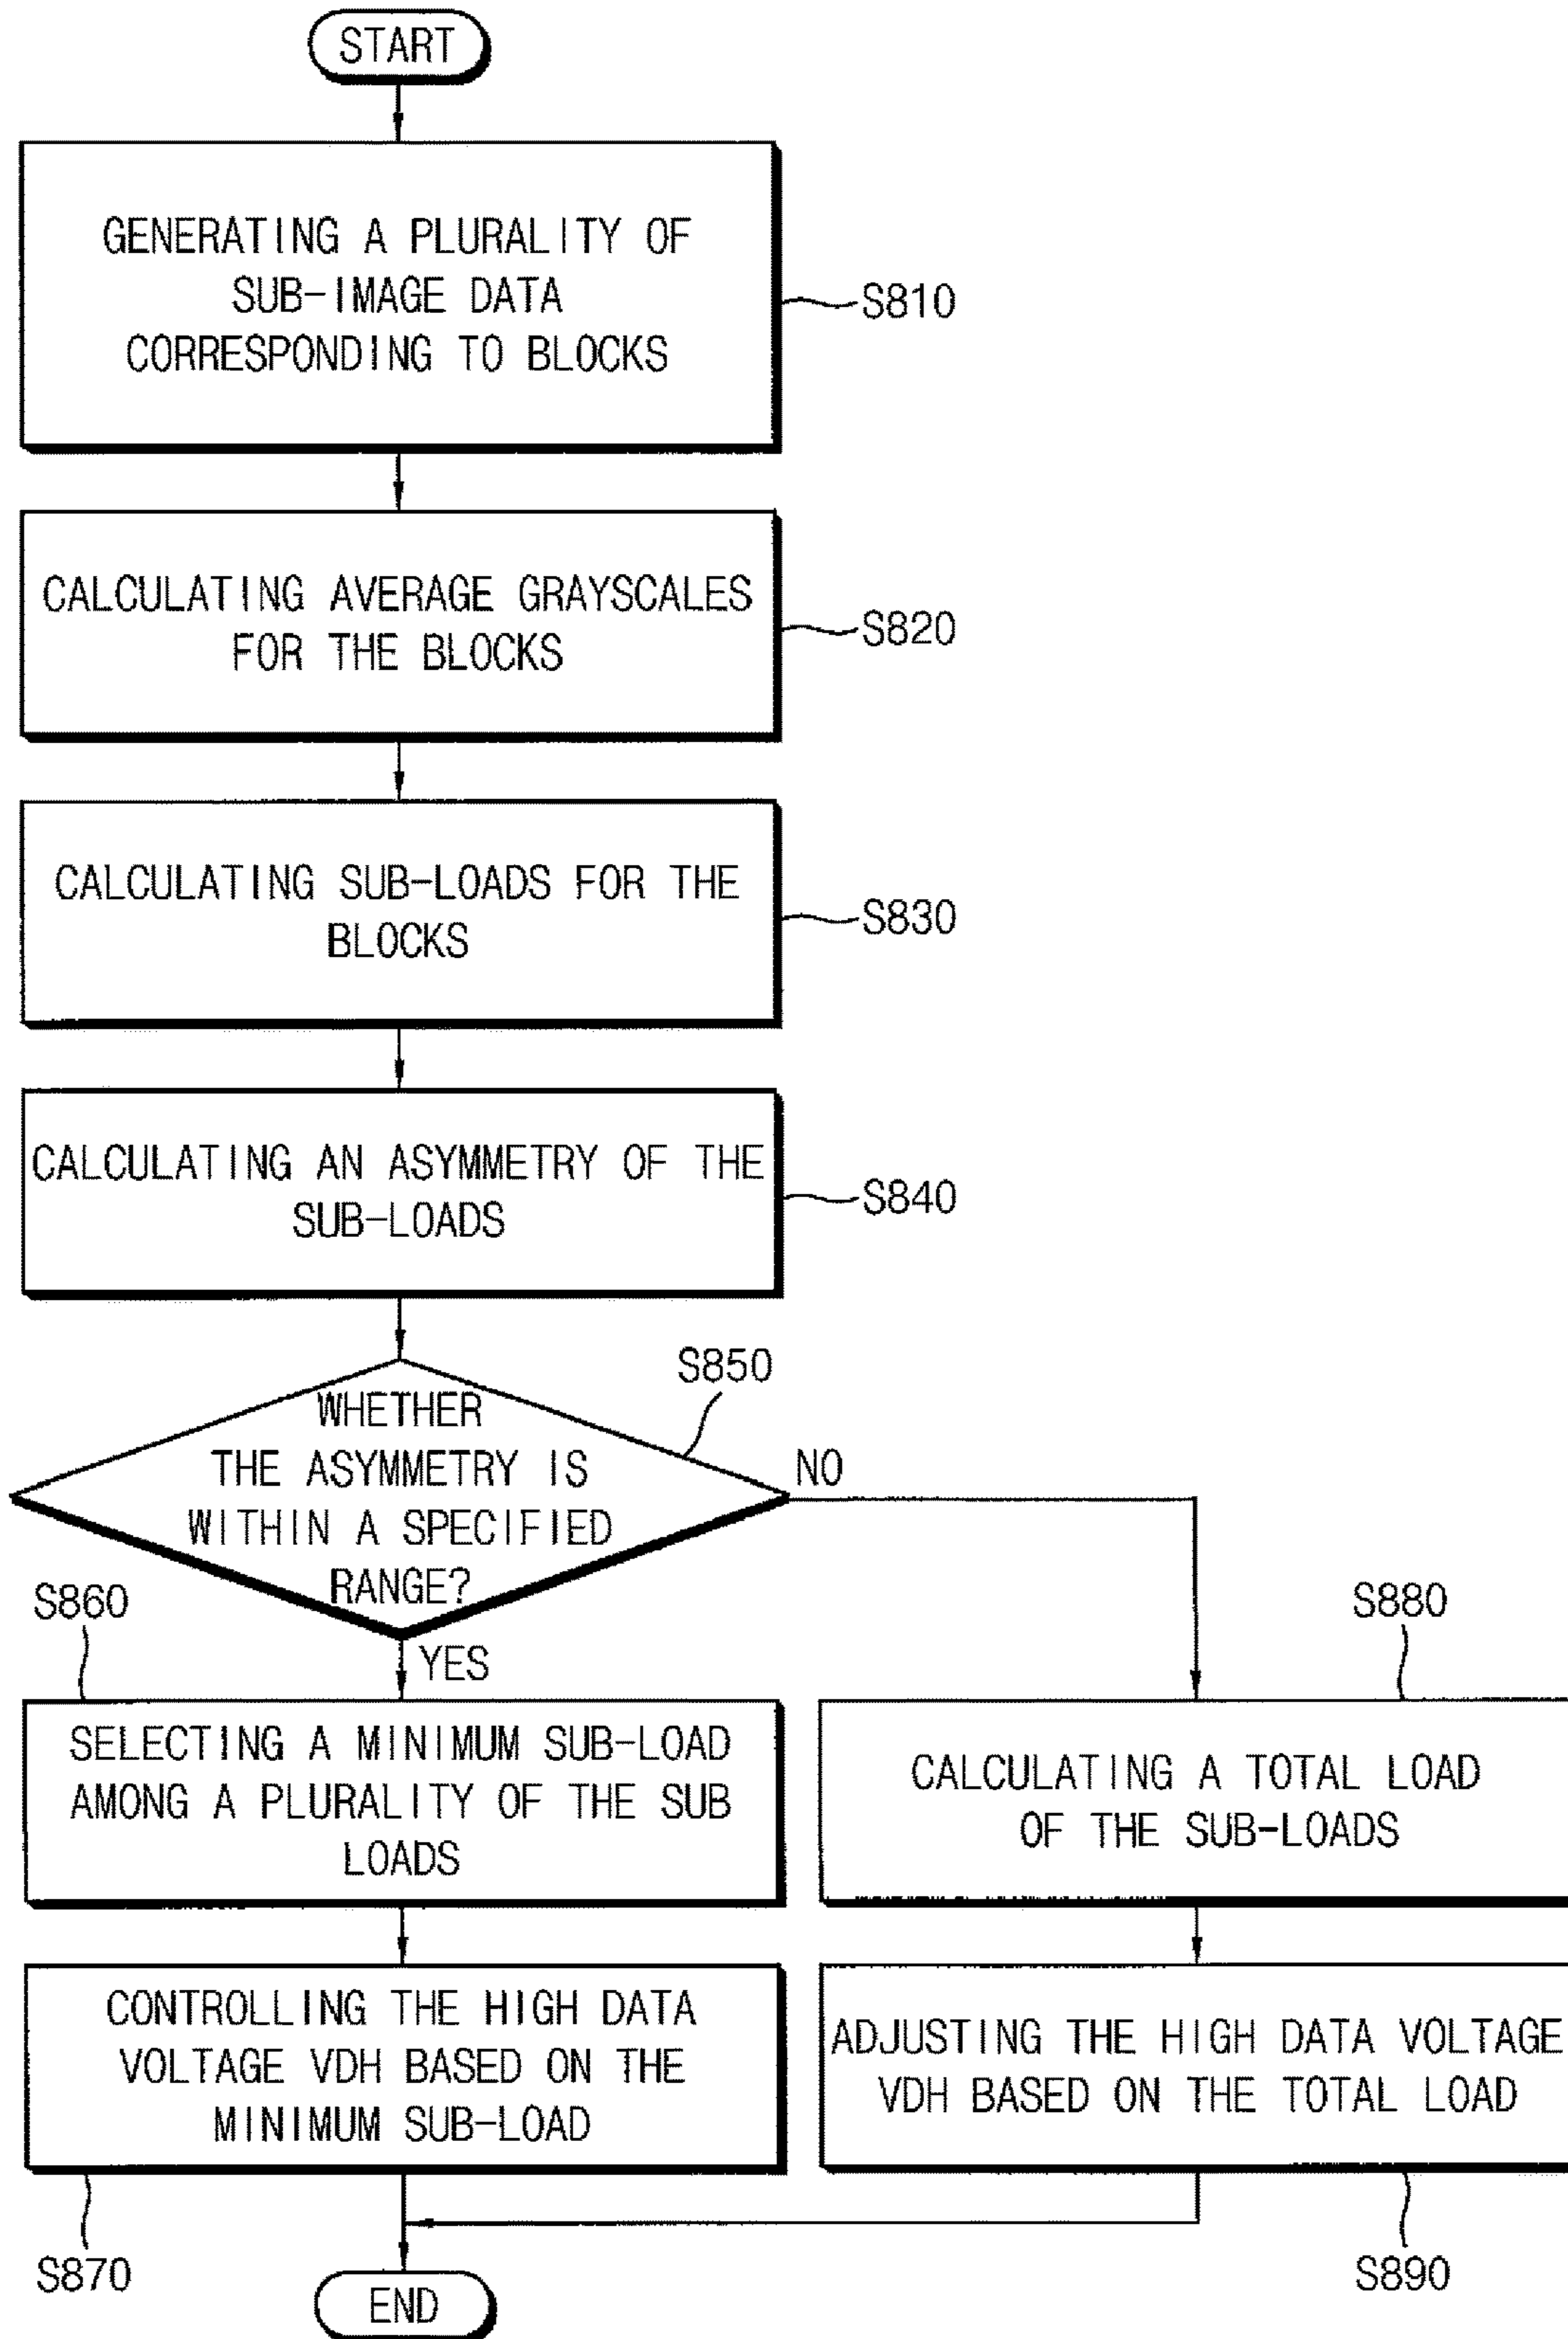 START
GENERATING A PLURALITY OF
SUB-IMAGE DATA
CORRESPONDING TO BLOCKS
S810
CALCULATING AVERAGE GRAYSCALES
FOR THE BLOCKS
S820
CALCULATING SUB-LOADS FOR THE
BLOCKS
S830
CALCULATING AN ASYMMETRY OF THE
SUB-LOADS
S840
S850
WHETHER
THE ASYMMETRY IS
WITHIN A SPECIFIED
RANGE?
NO
YES
S860
SELECTING A MINIMUM SUB-LOAD
AMONG A PLURALITY OF THE SUB
LOADS
S880
CALCULATING A TOTAL LOAD
OF THE SUB-LOADS
CONTROLLING THE HIGH DATA
VOLTAGE VDH BASED ON THE
MINIMUM SUB-LOAD
S870
ADJUSTING THE HIGH DATA VOLTAGE
VDH BASED ON THE TOTAL LOAD
S890
END